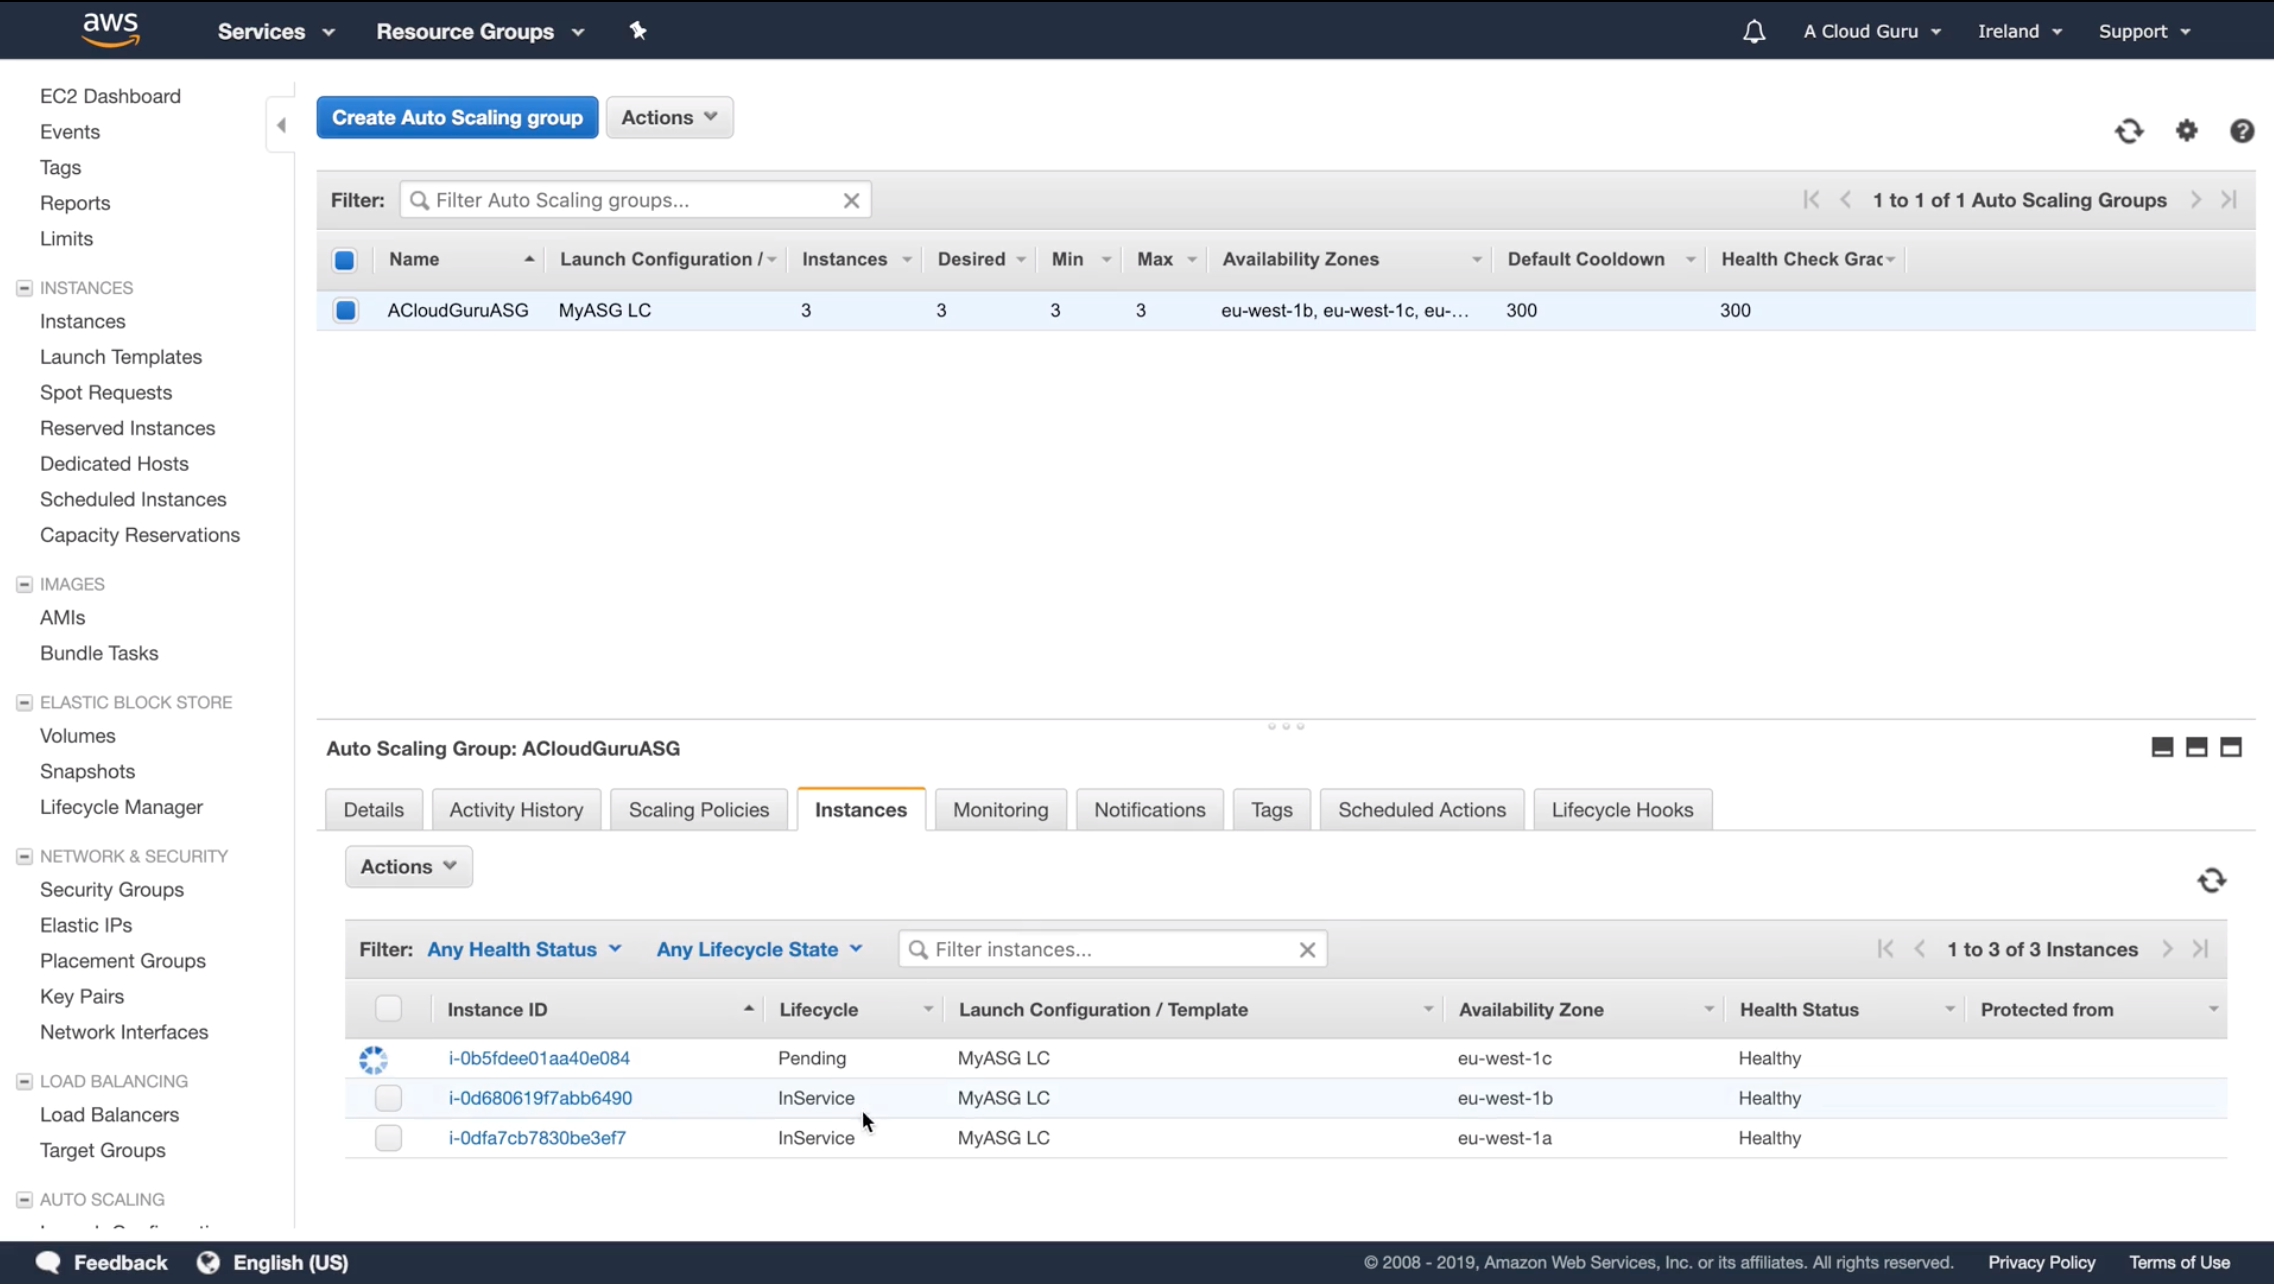 aws Services Resource Groups A Cloud Guru Ireland Support
EC2 Dashboard
Events
Tags
Reports
Limits
INSTANCES
Instances
Launch Templates
Spot Requests
Reserved Instances
Dedicated Hosts
Scheduled Instances
Capacity Reservations
IMAGES
AMIs
Bundle Tasks
ELASTIC BLOCK STORE
Volumes
Snapshots
Lifecycle Manager
NETWORK & SECURITY
Security Groups
Elastic IPs
Placement Groups
Key Pairs
Network Interfaces
LOAD BALANCING
Load Balancers
Target Groups
AUTO SCALING
Create Auto Scaling group Actions
Filter: Filter Auto Scaling groups... 1 to 1 of 1 Auto Scaling Groups
Name Launch Configuration / Instances Desired Min Max Availability Zones Default Cooldown Health Check Grac
ACloudGuruASG MyASG LC 3 3 3 3 eu-west-1b, eu-west-1c, eu-... 300 300
Auto Scaling Group: ACloudGuruASG
Details Activity History Scaling Policies Instances Monitoring Notifications Tags Scheduled Actions Lifecycle Hooks
Actions
Filter: Any Health Status Any Lifecycle State Filter instances... 1 to 3 of 3 Instances
Instance ID Lifecycle Launch Configuration / Template Availability Zone Health Status Protected from
i-0b5fdee01aa40e084 Pending MyASG LC eu-west-1c Healthy
i-0d680619f7abb6490 InService MyASG LC eu-west-1b Healthy
i-0dfa7cb7830be3ef7 InService MyASG LC eu-west-1a Healthy
Feedback English (US) © 2008 - 2019, Amazon Web Services, Inc. or its affiliates. All rights reserved. Privacy Policy Terms of Use